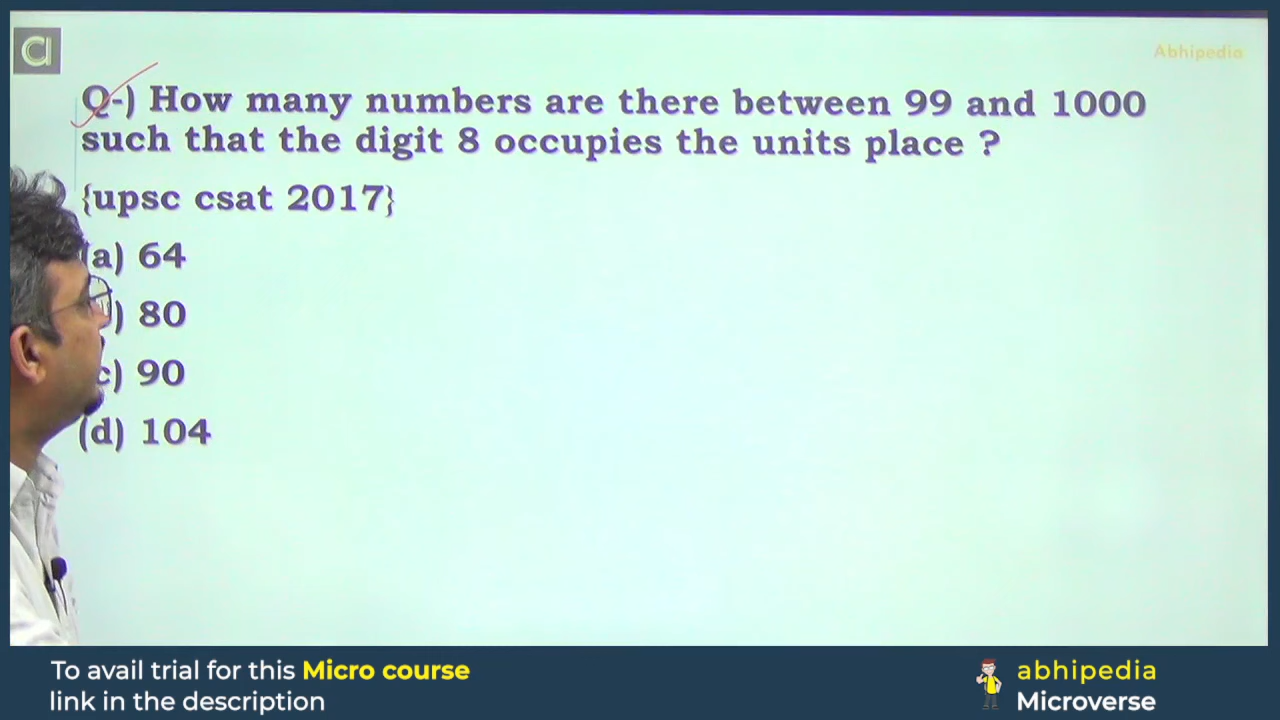 Abhipedia
Q-) How many numbers are there between 99 and 1000
such that the digit 8 occupies the units place ?
{upsc csat 2017}
(a) 64
) 80
c) 90
(d) 104
To avail trial for this Micro course
link in the description
abhipedia
Microverse